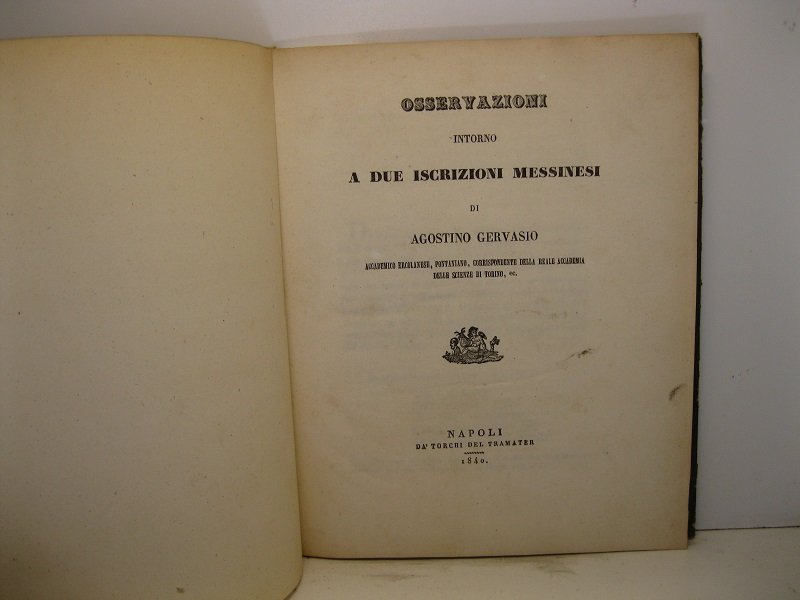 OSSERVAZIONI
INTORNO
A DUE ISCRIZIONI MESSINESI
DI
AGOSTINO GERVASIO
ACCADEMICO ERCOLANESE, PONTANIANO, CORRISPONDENTE DELLA REALE ACCADEMIA
DELLE SCIENZE DI TORINO, ec.
NAPOLI
DA' TORCHI DEL TRAMATER
1840.